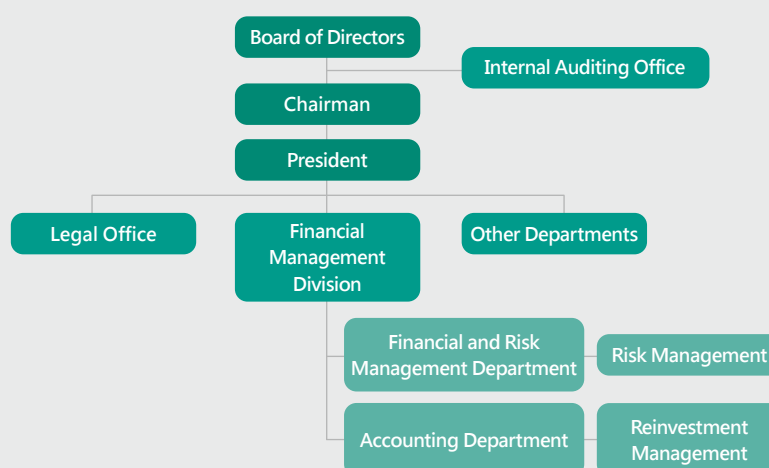 Board of Directors
Internal Auditing Office
Chairman
President
Legal Office
Financial
Management
Division
Other Departments
Financial and Risk
Management Department
Risk Management
Accounting Department
Reinvestment
Management